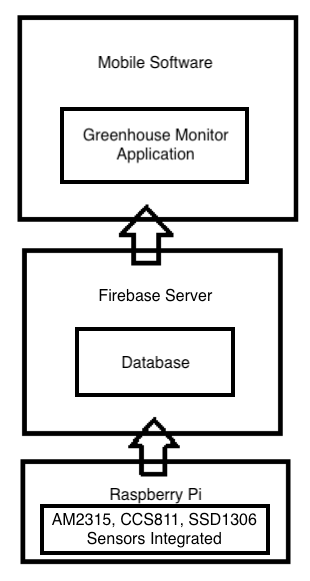 Mobile Software
Greenhouse Monitor
Application
Firebase Server
Database
Raspberry Pi
AM2315, CCS811, SSD1306
Sensors Integrated